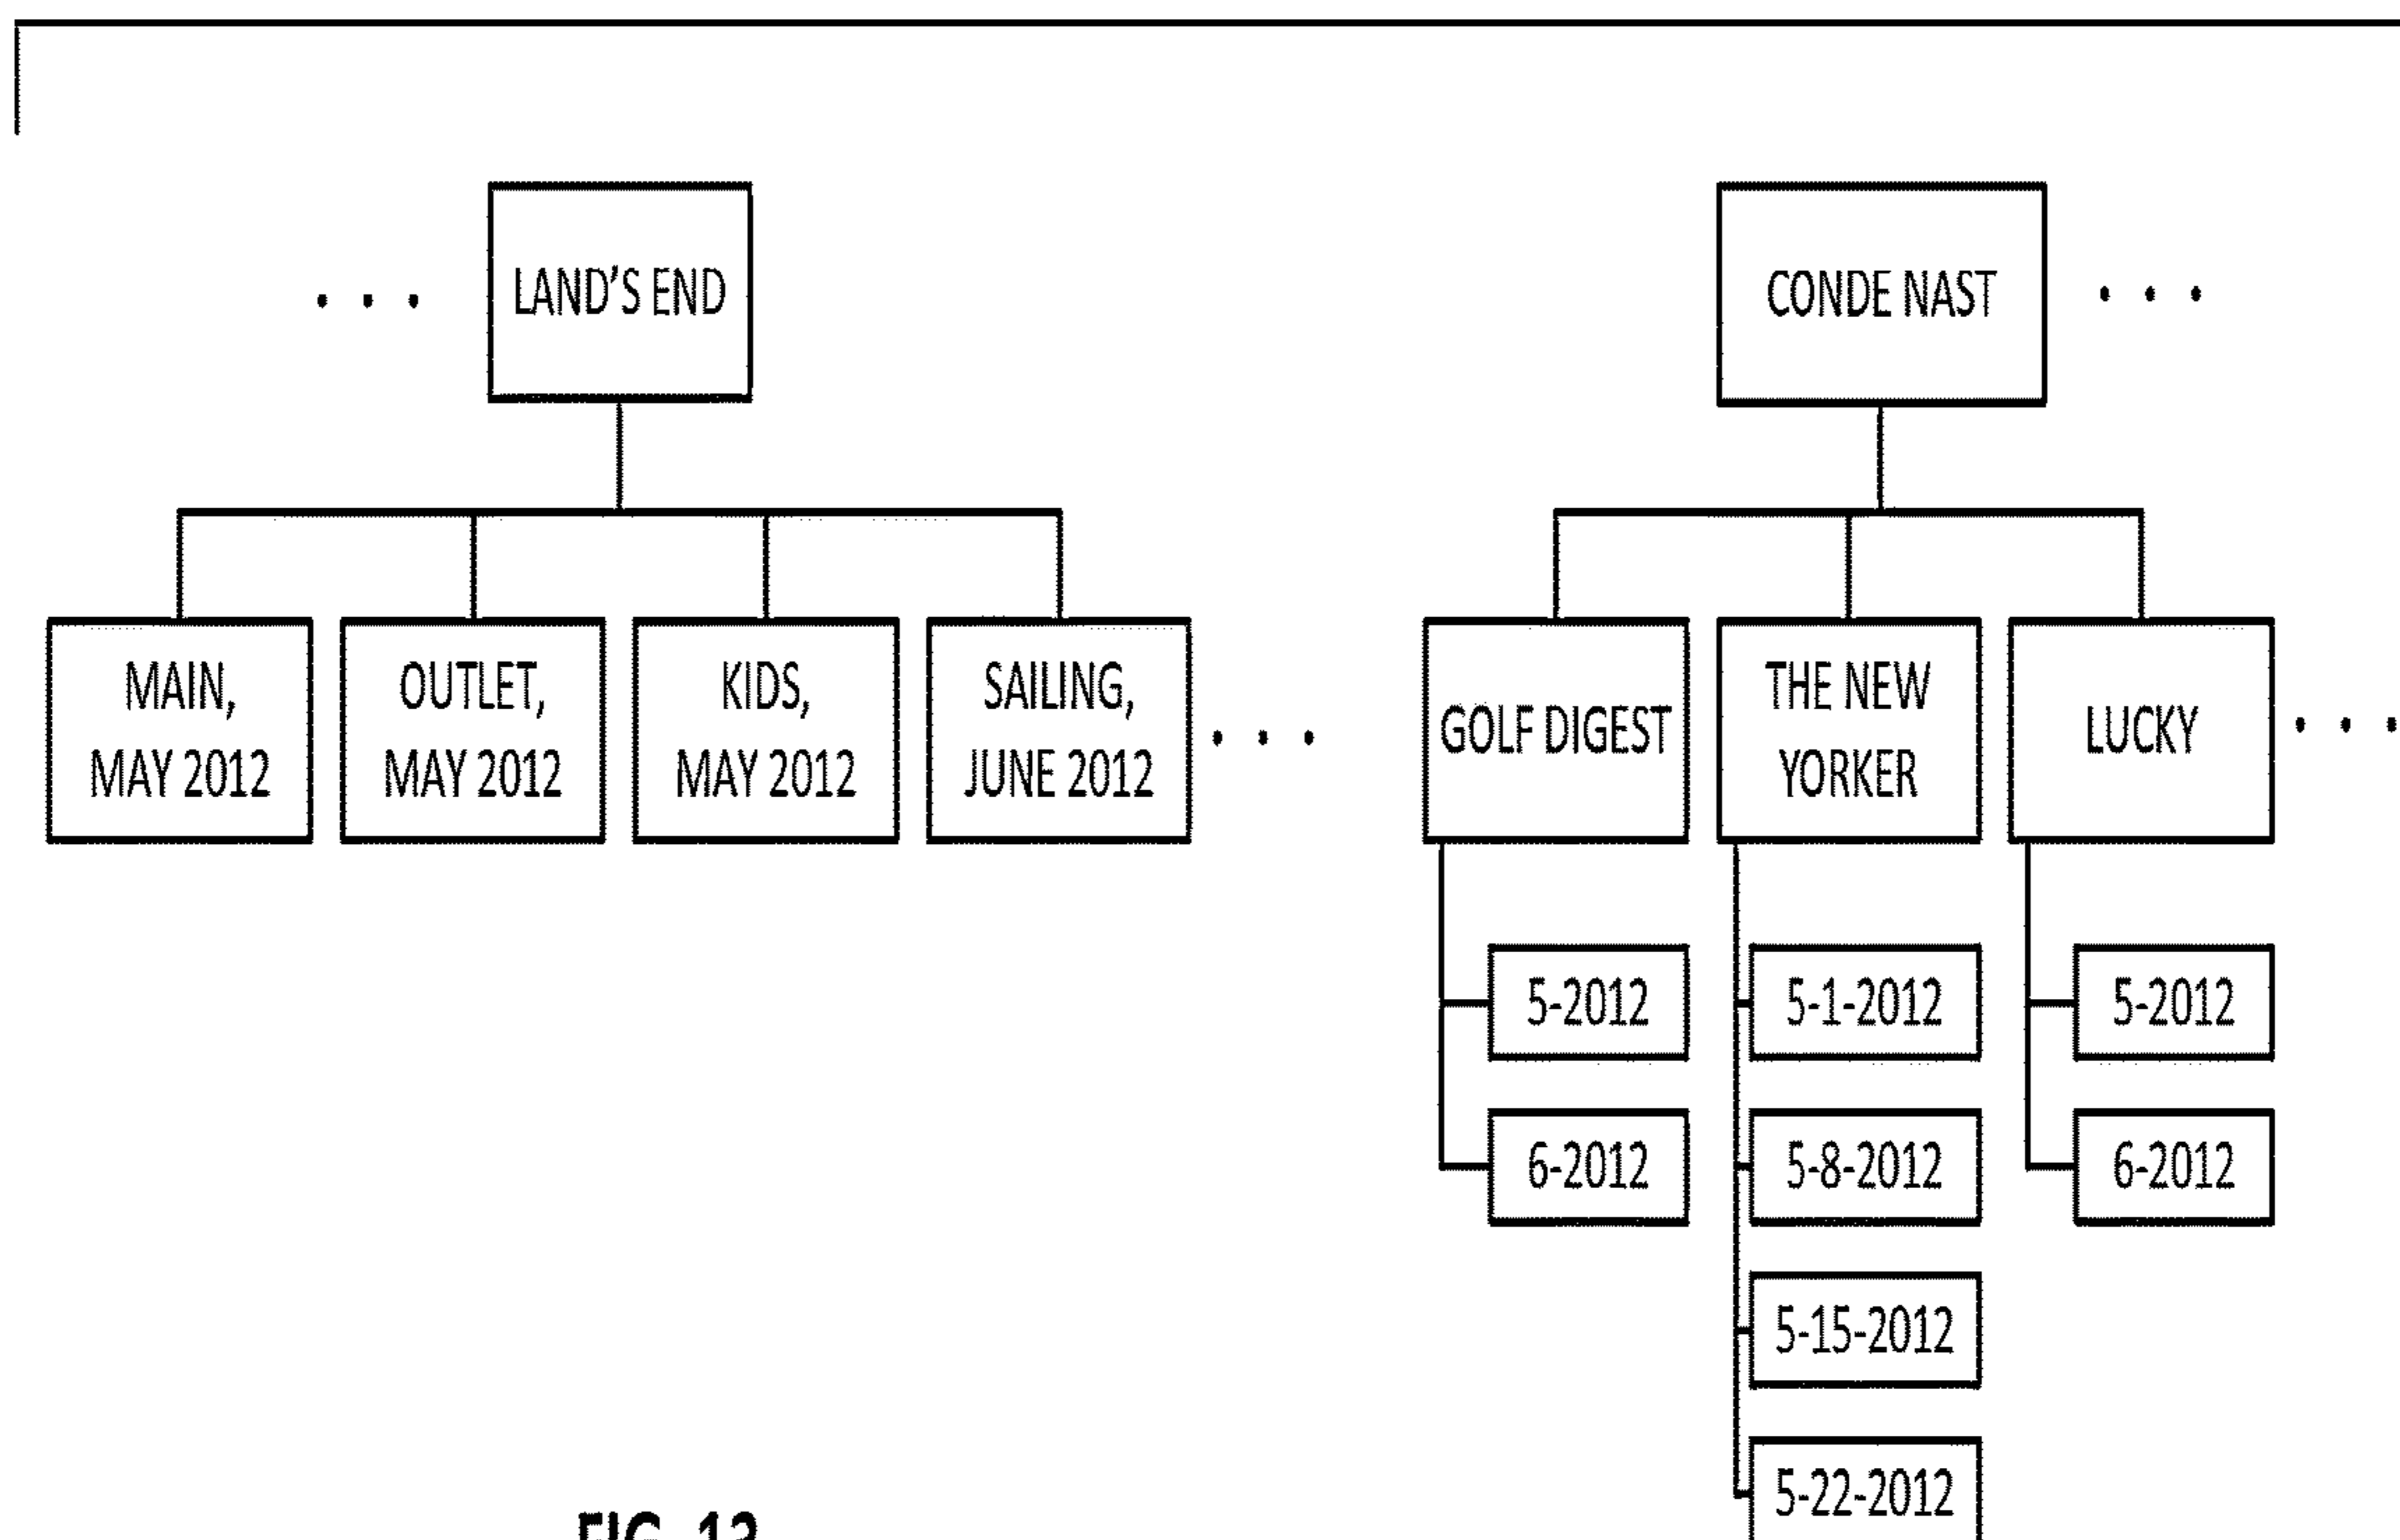 LAND'S END
CONDE NAST
MAIN,
MAY 2012
OUTLET,
MAY 2012
KIDS,
MAY 2012
SAILING,
JUNE 2012
GOLF DIGEST
THE NEW
YORKER
LUCKY
5-2012
6-2012
5-1-2012
5-8-2012
5-15-2012
5-22-2012
5-2012
6-2012
FIG.